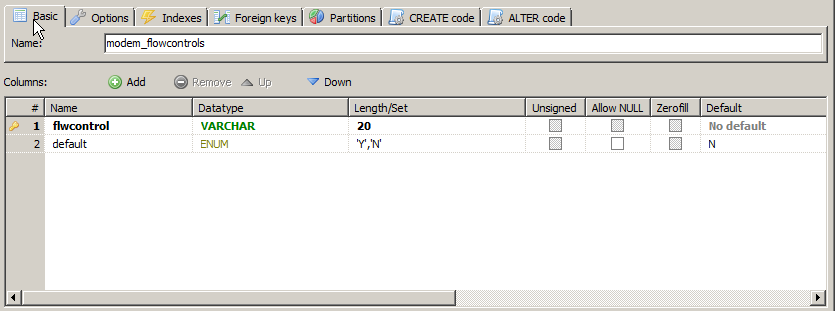 Basic Options Indexes Foreign keys Partitions CREATE code ALTER code
Name: modem_flowcontrols
Columns: Add Remove Up Down
# Name Datatype Length/Set Unsigned Allow NULL Zerofill Default
1 flwcontrol VARCHAR 20 No default
2 default ENUM 'Y','N' N